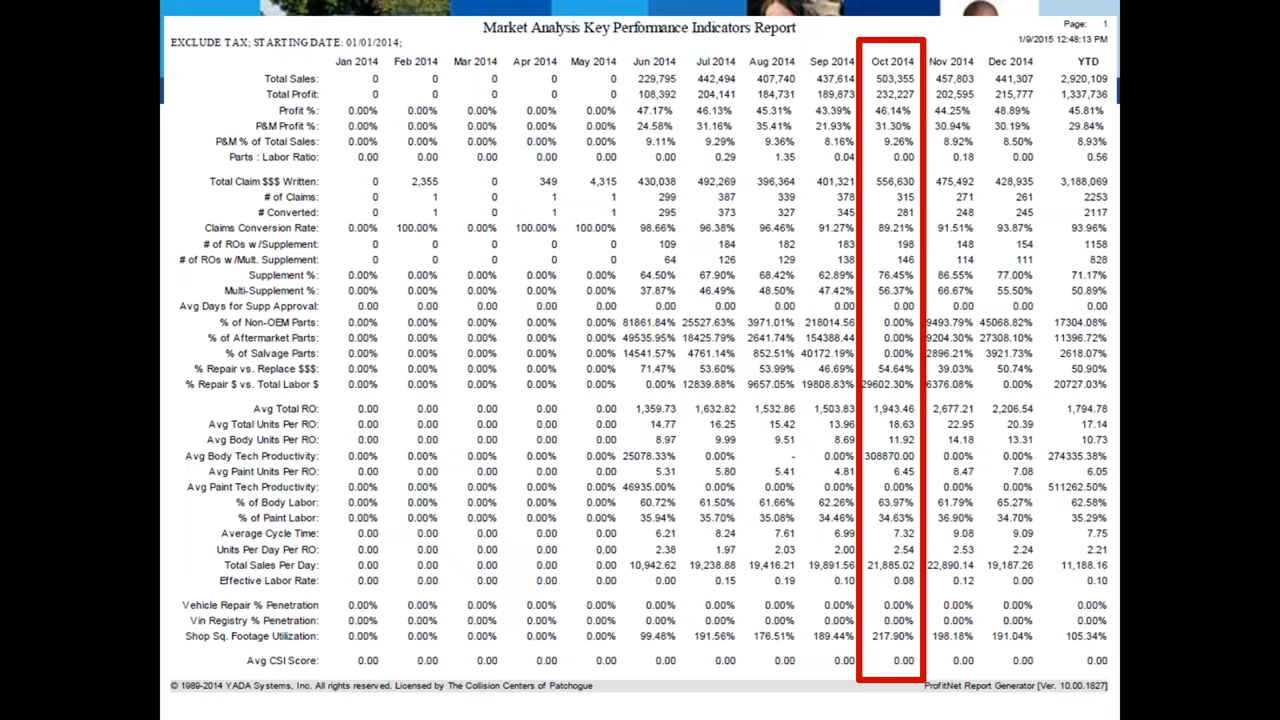 Market Analysis Key Performance Indicators Report
Page: 1
EXCLUDE TAX; STARTING DATE: 01/01/2014;
1/9/2015 12:48:13 PM
Jan 2014 Feb 2014 Mar 2014 Apr 2014 May 2014 Jun 2014 Jul 2014 Aug 2014 Sep 2014 Oct 2014 Nov 2014 Dec 2014 YTD
Total Sales: 0 0 0 0 0 229,795 442,494 407,740 437,614 503,355 457,803 441,307 2,920,109
Total Profit: 0 0 0 0 0 108,392 204,141 184,731 189,873 232,227 202,595 215,777 1,337,736
Profit %: 0.00% 0.00% 0.00% 0.00% 0.00% 47.17% 46.13% 45.31% 43.39% 46.14% 44.25% 48.89% 45.81%
P&M Profit %: 0.00% 0.00% 0.00% 0.00% 0.00% 24.58% 31.16% 35.41% 21.93% 31.30% 30.94% 30.19% 29.84%
P&M % of Total Sales: 0.00% 0.00% 0.00% 0.00% 0.00% 9.11% 9.29% 9.36% 8.16% 9.26% 8.92% 8.50% 8.93%
Parts : Labor Ratio: 0.00 0.00 0.00 0.00 0.00 0.00 0.29 1.35 0.04 0.00 0.18 0.00 0.56
Total Claim $$$ Written: 0 2,355 0 349 4,315 430,038 492,269 396,364 401,321 556,630 475,492 428,935 3,188,069
# of Claims: 0 1 0 1 1 299 387 339 378 315 271 261 2253
# Converted: 0 1 0 1 1 295 373 327 345 281 248 245 2117
Claims Conversion Rate: 0.00% 100.00% 0.00% 100.00% 100.00% 98.66% 96.38% 96.46% 91.27% 89.21% 91.51% 93.87% 93.96%
# of ROs w/Supplement: 0 0 0 0 0 109 184 182 183 198 148 154 1158
# of ROs w/Mult. Supplement: 0 0 0 0 0 64 126 129 138 146 114 111 828
Supplement %: 0.00% 0.00% 0.00% 0.00% 0.00% 64.50% 67.90% 68.42% 62.89% 76.45% 86.55% 77.00% 71.17%
Multi-Supplement %: 0.00% 0.00% 0.00% 0.00% 0.00% 37.87% 46.49% 48.50% 47.42% 56.37% 66.67% 55.50% 50.89%
Avg Days for Supp Approval: 0.00 0.00 0.00 0.00 0.00 0.00 0.00 0.00 0.00 0.00 0.00 0.00 0.00
% of Non-OEM Parts: 0.00% 0.00% 0.00% 0.00% 0.00% 81861.84% 25527.63% 3971.01% 218014.56 0.00% 9493.79% 45068.82% 17304.08%
% of Aftermarket Parts: 0.00% 0.00% 0.00% 0.00% 0.00% 49535.95% 18425.79% 2641.74% 154388.44 0.00% 9204.30% 27308.10% 11396.72%
% of Salvage Parts: 0.00% 0.00% 0.00% 0.00% 0.00% 14541.57% 4761.14% 852.51% 40172.19% 0.00% 2896.21% 3921.73% 2618.07%
% Repair vs. Replace $$$: 0.00% 0.00% 0.00% 0.00% 0.00% 71.47% 53.60% 53.99% 46.69% 54.64% 39.03% 50.74% 50.90%
% Repair $ vs. Total Labor $ 0.00% 0.00% 0.00% 0.00% 0.00% 0.00% 12839.88% 9657.05% 19808.83% 29602.30% 6376.08% 0.00% 20727.03%
Avg Total RO: 0.00 0.00 0.00 0.00 0.00 1,359.73 1,632.82 1,532.86 1,503.83 1,943.46 2,677.21 2,206.54 1,794.78
Avg Total Units Per RO: 0.00 0.00 0.00 0.00 0.00 14.77 16.25 15.42 13.96 18.63 22.95 20.39 17.14
Avg Body Units Per RO: 0.00 0.00 0.00 0.00 0.00 8.97 9.99 9.51 8.69 11.92 14.18 13.31 10.73
Avg Body Tech Productivity: 0.00% 0.00% 0.00% 0.00% 0.00% 25078.33% 0.00% - 0.00% 308870.00 0.00% 0.00% 274335.38%
Avg Paint Units Per RO: 0.00 0.00 0.00 0.00 0.00 5.31 5.80 5.41 4.81 6.45 8.47 7.08 6.05
Avg Paint Tech Productivity: 0.00% 0.00% 0.00% 0.00% 0.00% 46935.00% 0.00% 0.00% 0.00% 0.00% 0.00% 0.00% 511262.50%
% of Body Labor: 0.00% 0.00% 0.00% 0.00% 0.00% 60.72% 61.50% 61.66% 62.26% 63.97% 61.79% 65.27% 62.58%
% of Paint Labor: 0.00% 0.00% 0.00% 0.00% 0.00% 35.94% 35.70% 35.08% 34.46% 34.63% 36.90% 34.70% 35.29%
Average Cycle Time: 0.00 0.00 0.00 0.00 0.00 6.21 8.24 7.61 6.99 7.32 9.08 9.09 7.75
Units Per Day Per RO: 0.00 0.00 0.00 0.00 0.00 2.38 1.97 2.03 2.00 2.54 2.53 2.24 2.21
Total Sales Per Day: 0.00 0.00 0.00 0.00 0.00 10,942.62 19,238.88 19,416.21 19,891.56 21,885.02 22,890.14 19,187.26 11,188.16
Effective Labor Rate: 0.00 0.00 0.00 0.00 0.00 0.00 0.15 0.19 0.10 0.08 0.12 0.00 0.10
Vehicle Repair % Penetration 0.00% 0.00% 0.00% 0.00% 0.00% 0.00% 0.00% 0.00% 0.00% 0.00% 0.00% 0.00% 0.00%
Vin Registry % Penetration: 0.00% 0.00% 0.00% 0.00% 0.00% 0.00% 0.00% 0.00% 0.00% 0.00% 0.00% 0.00% 0.00%
Shop Sq. Footage Utilization: 0.00% 0.00% 0.00% 0.00% 0.00% 99.48% 191.56% 176.51% 189.44% 217.90% 198.18% 191.04% 105.34%
Avg CSI Score: 0.00 0.00 0.00 0.00 0.00 0.00 0.00 0.00 0.00 0.00 0.00 0.00 0.00
© 1989-2014 YADA Systems, Inc. All rights reserved. Licensed by The Collision Centers of Patchogue
ProfitNet Report Generator [Ver. 10.00.1827]